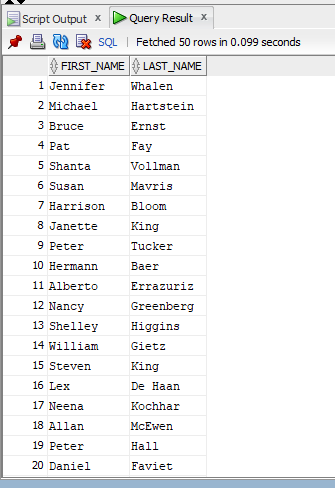 Script Output x Query Result x
SQL | Fetched 50 rows in 0.099 seconds
FIRST_NAME LAST_NAME
1 Jennifer Whalen
2 Michael Hartstein
3 Bruce Ernst
4 Pat Fay
5 Shanta Vollman
6 Susan Mavris
7 Harrison Bloom
8 Janette King
9 Peter Tucker
10 Hermann Baer
11 Alberto Errazuriz
12 Nancy Greenberg
13 Shelley Higgins
14 William Gietz
15 Steven King
16 Lex De Haan
17 Neena Kochhar
18 Allan McEwen
19 Peter Hall
20 Daniel Faviet